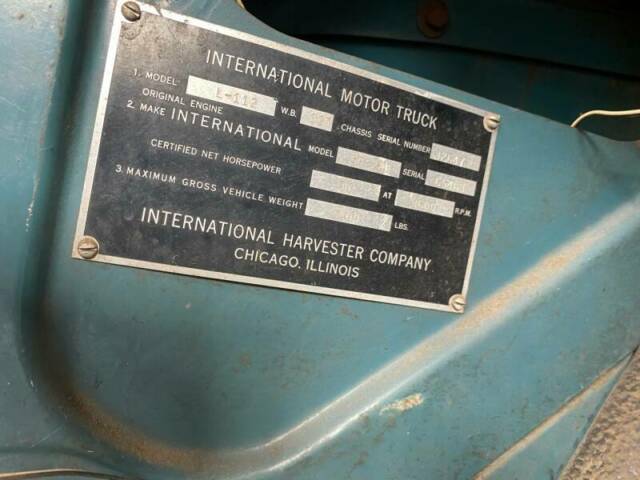 INTERNATIONAL MOTOR TRUCK
1. MODEL L-112 W.B. CHASSIS SERIAL NUMBER
ORIGINAL ENGINE
2. MAKE INTERNATIONAL MODEL SERIAL
CERTIFIED NET HORSEPOWER AT R.P.M.
3. MAXIMUM GROSS VEHICLE WEIGHT LBS.
INTERNATIONAL HARVESTER COMPANY
CHICAGO, ILLINOIS